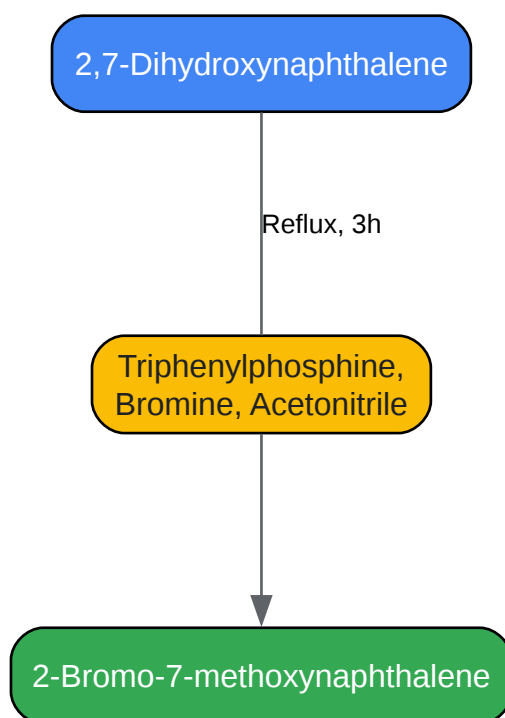 2,7-Dihydroxynaphthalene
Reflux, 3h
Triphenylphosphine,
Bromine, Acetonitrile
2-Bromo-7-methoxynaphthalene